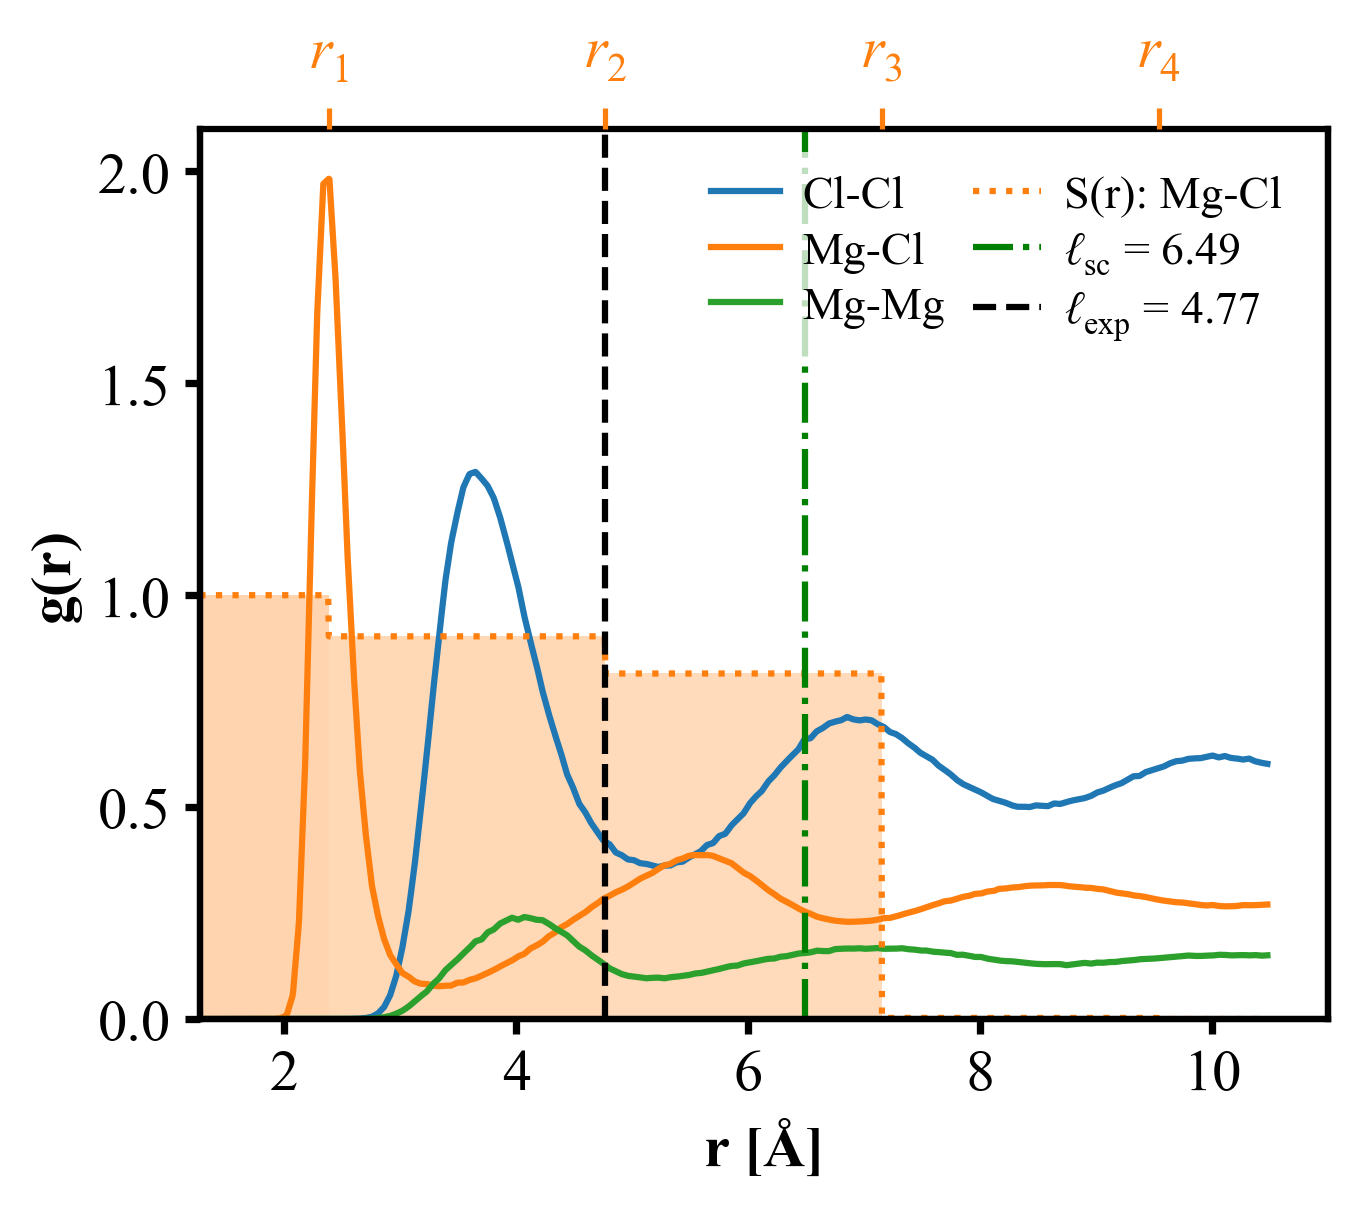 r₁ r₂ r₃ r₄
2.0
1.5
1.0
0.5
0.0
g(r)
Cl-Cl
Mg-Cl
Mg-Mg
S(r): Mg-Cl
ℓsc = 6.49
ℓexp = 4.77
2 4 6 8 10
r [Å]